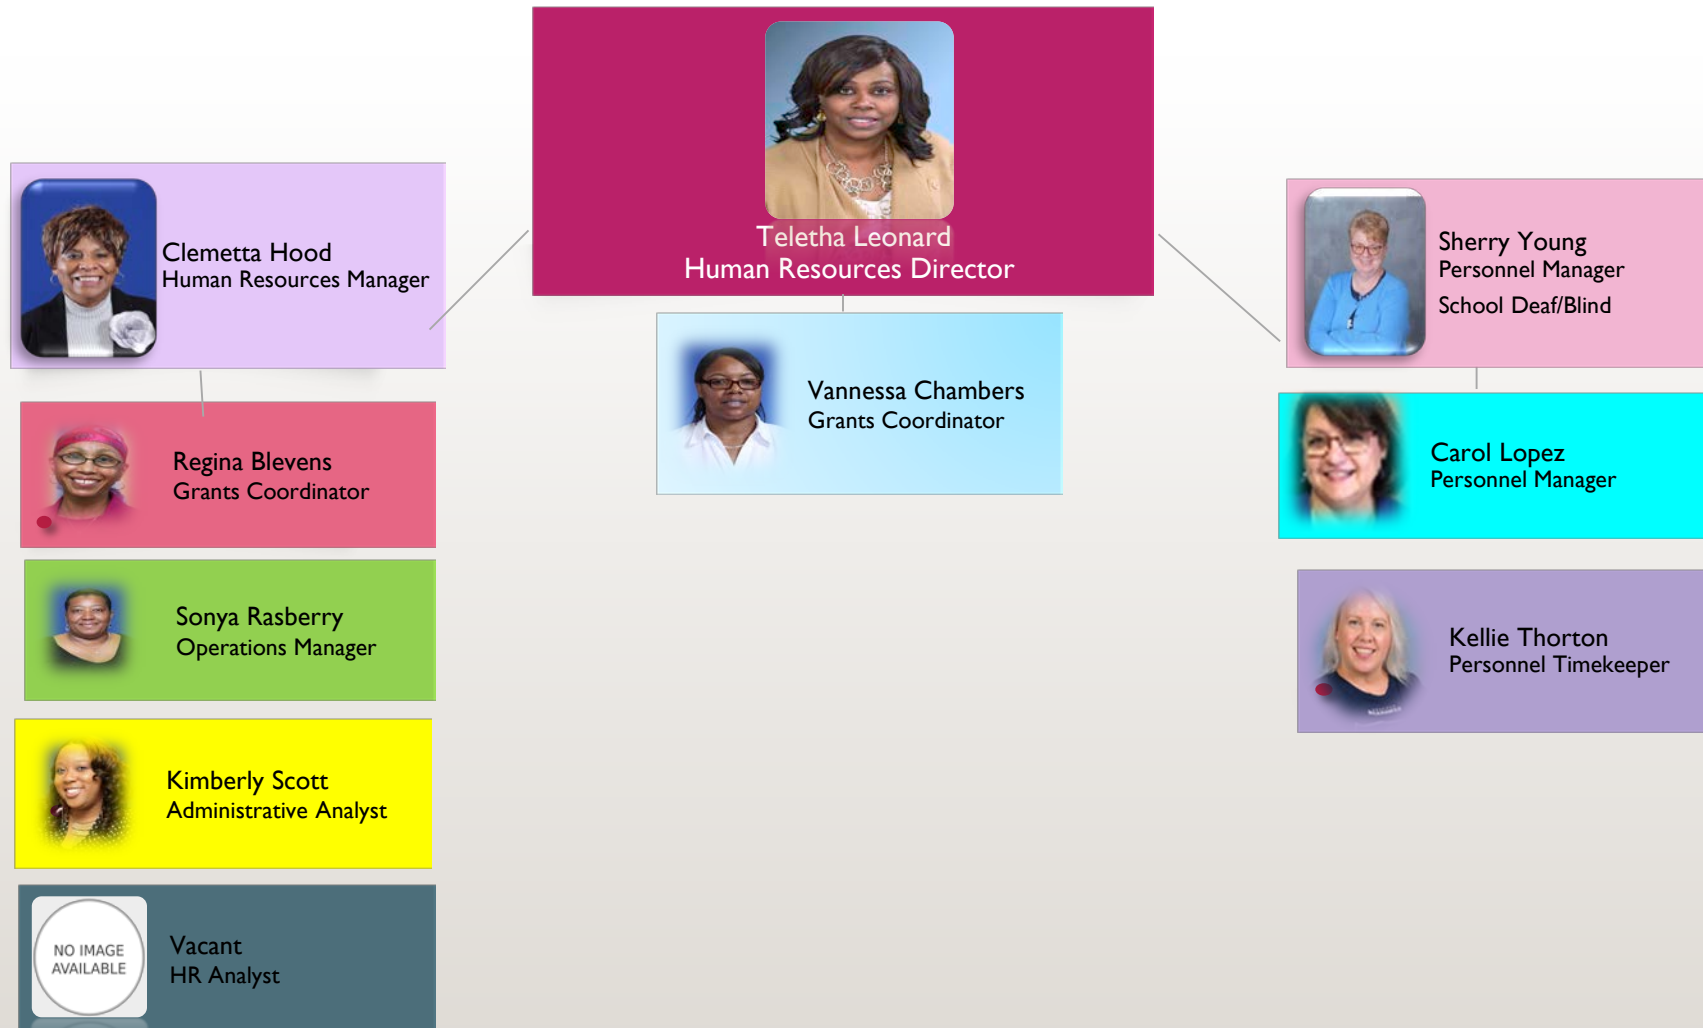 Teletha Leonard
Human Resources Director
Clemetta Hood
Human Resources Manager
Sherry Young
Personnel Manager
School Deaf/Blind
Vannessa Chambers
Grants Coordinator
Regina Blevens
Grants Coordinator
Carol Lopez
Personnel Manager
Sonya Rasberry
Operations Manager
Kellie Thorton
Personnel Timekeeper
Kimberly Scott
Administrative Analyst
NO IMAGE
AVAILABLE
Vacant
HR Analyst